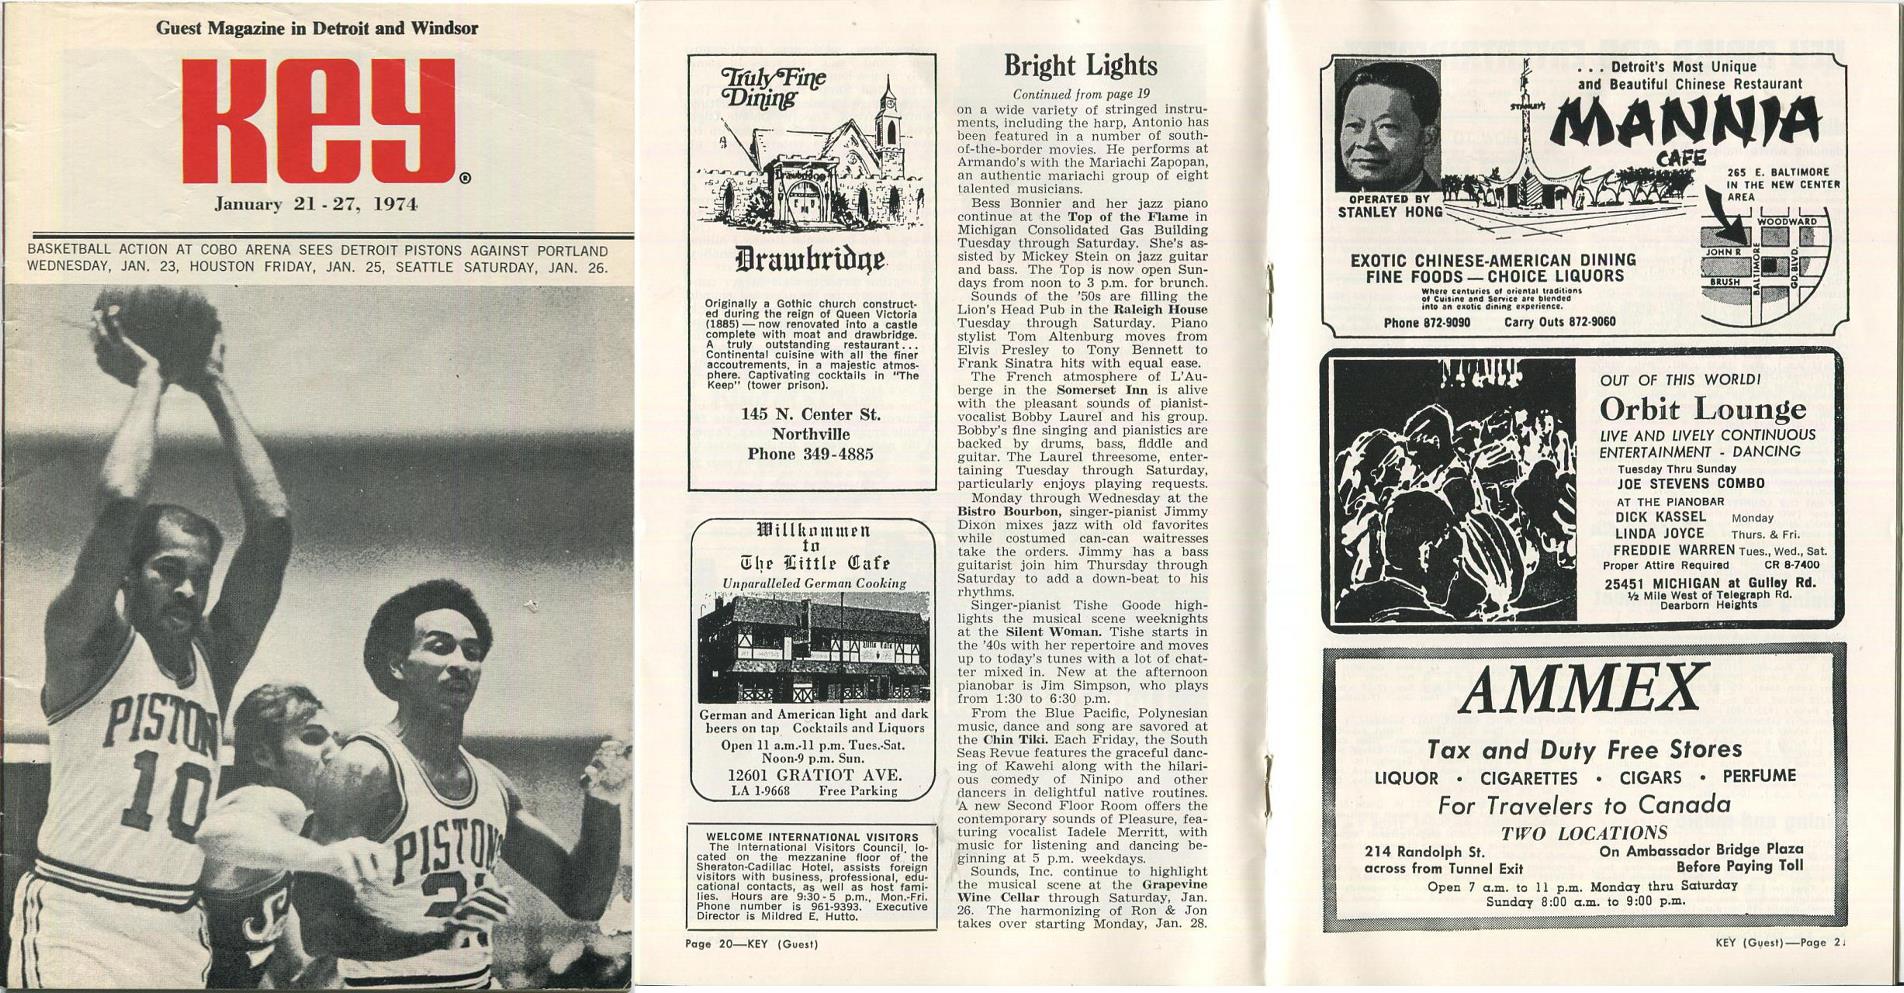 Guest Magazine in Detroit and Windsor
Key®
January 21 - 27, 1974
BASKETBALL ACTION AT COBO ARENA SEES DETROIT PISTONS AGAINST PORTLAND
WEDNESDAY, JAN. 23, HOUSTON FRIDAY, JAN. 25, SEATTLE SATURDAY, JAN. 26.
PISTON
10
PISTON
Truly Fine
Dining
Drawbridge
Drawbridge
Originally a Gothic church construct-
ed during the reign of Queen Victoria
(1885) — now renovated into a castle
complete with moat and drawbridge.
A truly outstanding restaurant...
Continental cuisine with all the finer
accoutrements, in a majestic atmos-
phere. Captivating cocktails in "The
Keep" (tower prison).
145 N. Center St.
Northville
Phone 349-4885
Willkommen
to
The Little Cafe
Unparalleled German Cooking
German and American light and dark
beers on tap Cocktails and Liquors
Open 11 a.m.-11 p.m. Tues.-Sat.
Noon-9 p.m. Sun.
12601 GRATIOT AVE.
LA 1-9668 Free Parking
WELCOME INTERNATIONAL VISITORS
The International Visitors Council, lo-
cated on the mezzanine floor of the
Sheraton-Cadillac Hotel, assists foreign
visitors with business, professional, edu-
cational contacts, as well as host fami-
lies. Hours are 9:30-5 p.m., Mon.-Fri.
Phone number is 961-9393. Executive
Director is Mildred E. Hutto.
Page 20—KEY (Guest)
Bright Lights
Continued from page 19
on a wide variety of stringed instru-
ments, including the harp, Antonio has
been featured in a number of south-
of-the-border movies. He performs at
Armando's with the Mariachi Zapopan,
an authentic mariachi group of eight
talented musicians.
Bess Bonnier and her jazz piano
continue at the Top of the Flame in
Michigan Consolidated Gas Building
Tuesday through Saturday. She's as-
sisted by Mickey Stein on jazz guitar
and bass. The Top is now open Sun-
days from noon to 3 p.m. for brunch.
Sounds of the '50s are filling the
Lion's Head Pub in the Raleigh House
Tuesday through Saturday. Piano
stylist Tom Altenburg moves from
Elvis Presley to Tony Bennett to
Frank Sinatra hits with equal ease.
The French atmosphere of L'Au-
berge in the Somerset Inn is alive
with the pleasant sounds of pianist-
vocalist Bobby Laurel and his group.
Bobby's fine singing and pianistics are
backed by drums, bass, fiddle and
guitar. The Laurel threesome, enter-
taining Tuesday through Saturday,
particularly enjoys playing requests.
Monday through Wednesday at the
Bistro Bourbon, singer-pianist Jimmy
Dixon mixes jazz with old favorites
while costumed can-can waitresses
take the orders. Jimmy has a bass
guitarist join him Thursday through
Saturday to add a down-beat to his
rhythms.
Singer-pianist Tishe Goode high-
lights the musical scene weeknights
at the Silent Woman. Tishe starts in
the '40s with her repertoire and moves
up to today's tunes with a lot of chat-
ter mixed in. New at the afternoon
pianobar is Jim Simpson, who plays
from 1:30 to 6:30 p.m.
From the Blue Pacific, Polynesian
music, dance and song are savored at
the Chin Tiki. Each Friday, the South
Seas Revue features the graceful danc-
ing of Kawehi along with the hilari-
ous comedy of Ninipo and other
dancers in delightful native routines.
A new Second Floor Room offers the
contemporary sounds of Pleasure, fea-
turing vocalist Iadele Merritt, with
music for listening and dancing be-
ginning at 5 p.m. weekdays.
Sounds, Inc. continue to highlight
the musical scene at the Grapevine
Wine Cellar through Saturday, Jan.
26. The harmonizing of Ron & Jon
takes over starting Monday, Jan. 28.
. . . Detroit's Most Unique
and Beautiful Chinese Restaurant
STANLEY'S
MANNIA
CAFE
OPERATED BY
STANLEY HONG
265 E. BALTIMORE
IN THE NEW CENTER
AREA
WOODWARD
JOHN R
BRUSH
BALTIMORE
GD. BLVD.
EXOTIC CHINESE-AMERICAN DINING
FINE FOODS — CHOICE LIQUORS
Where centuries of oriental traditions
of Cuisine and Service are blended
into an exotic dining experience.
Phone 872-9090 Carry Outs 872-9060
OUT OF THIS WORLD!
Orbit Lounge
LIVE AND LIVELY CONTINUOUS
ENTERTAINMENT - DANCING
Tuesday Thru Sunday
JOE STEVENS COMBO
AT THE PIANOBAR
DICK KASSEL Monday
LINDA JOYCE Thurs. & Fri.
FREDDIE WARREN Tues., Wed., Sat.
Proper Attire Required CR 8-7400
25451 MICHIGAN at Gulley Rd.
½ Mile West of Telegraph Rd.
Dearborn Heights
AMMEX
Tax and Duty Free Stores
LIQUOR • CIGARETTES • CIGARS • PERFUME
For Travelers to Canada
TWO LOCATIONS
214 Randolph St.
across from Tunnel Exit
On Ambassador Bridge Plaza
Before Paying Toll
Open 7 a.m. to 11 p.m. Monday thru Saturday
Sunday 8:00 a.m. to 9:00 p.m.
KEY (Guest)—Page 21